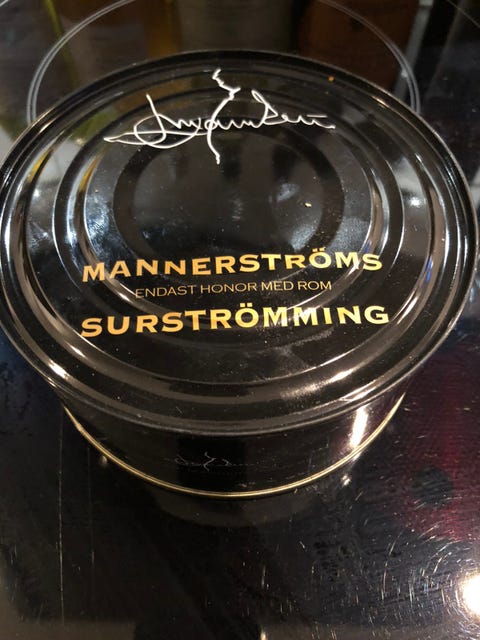 MANNERSTRÖMS
ENDAST HONOR MED ROM
SURSTRÖMMING